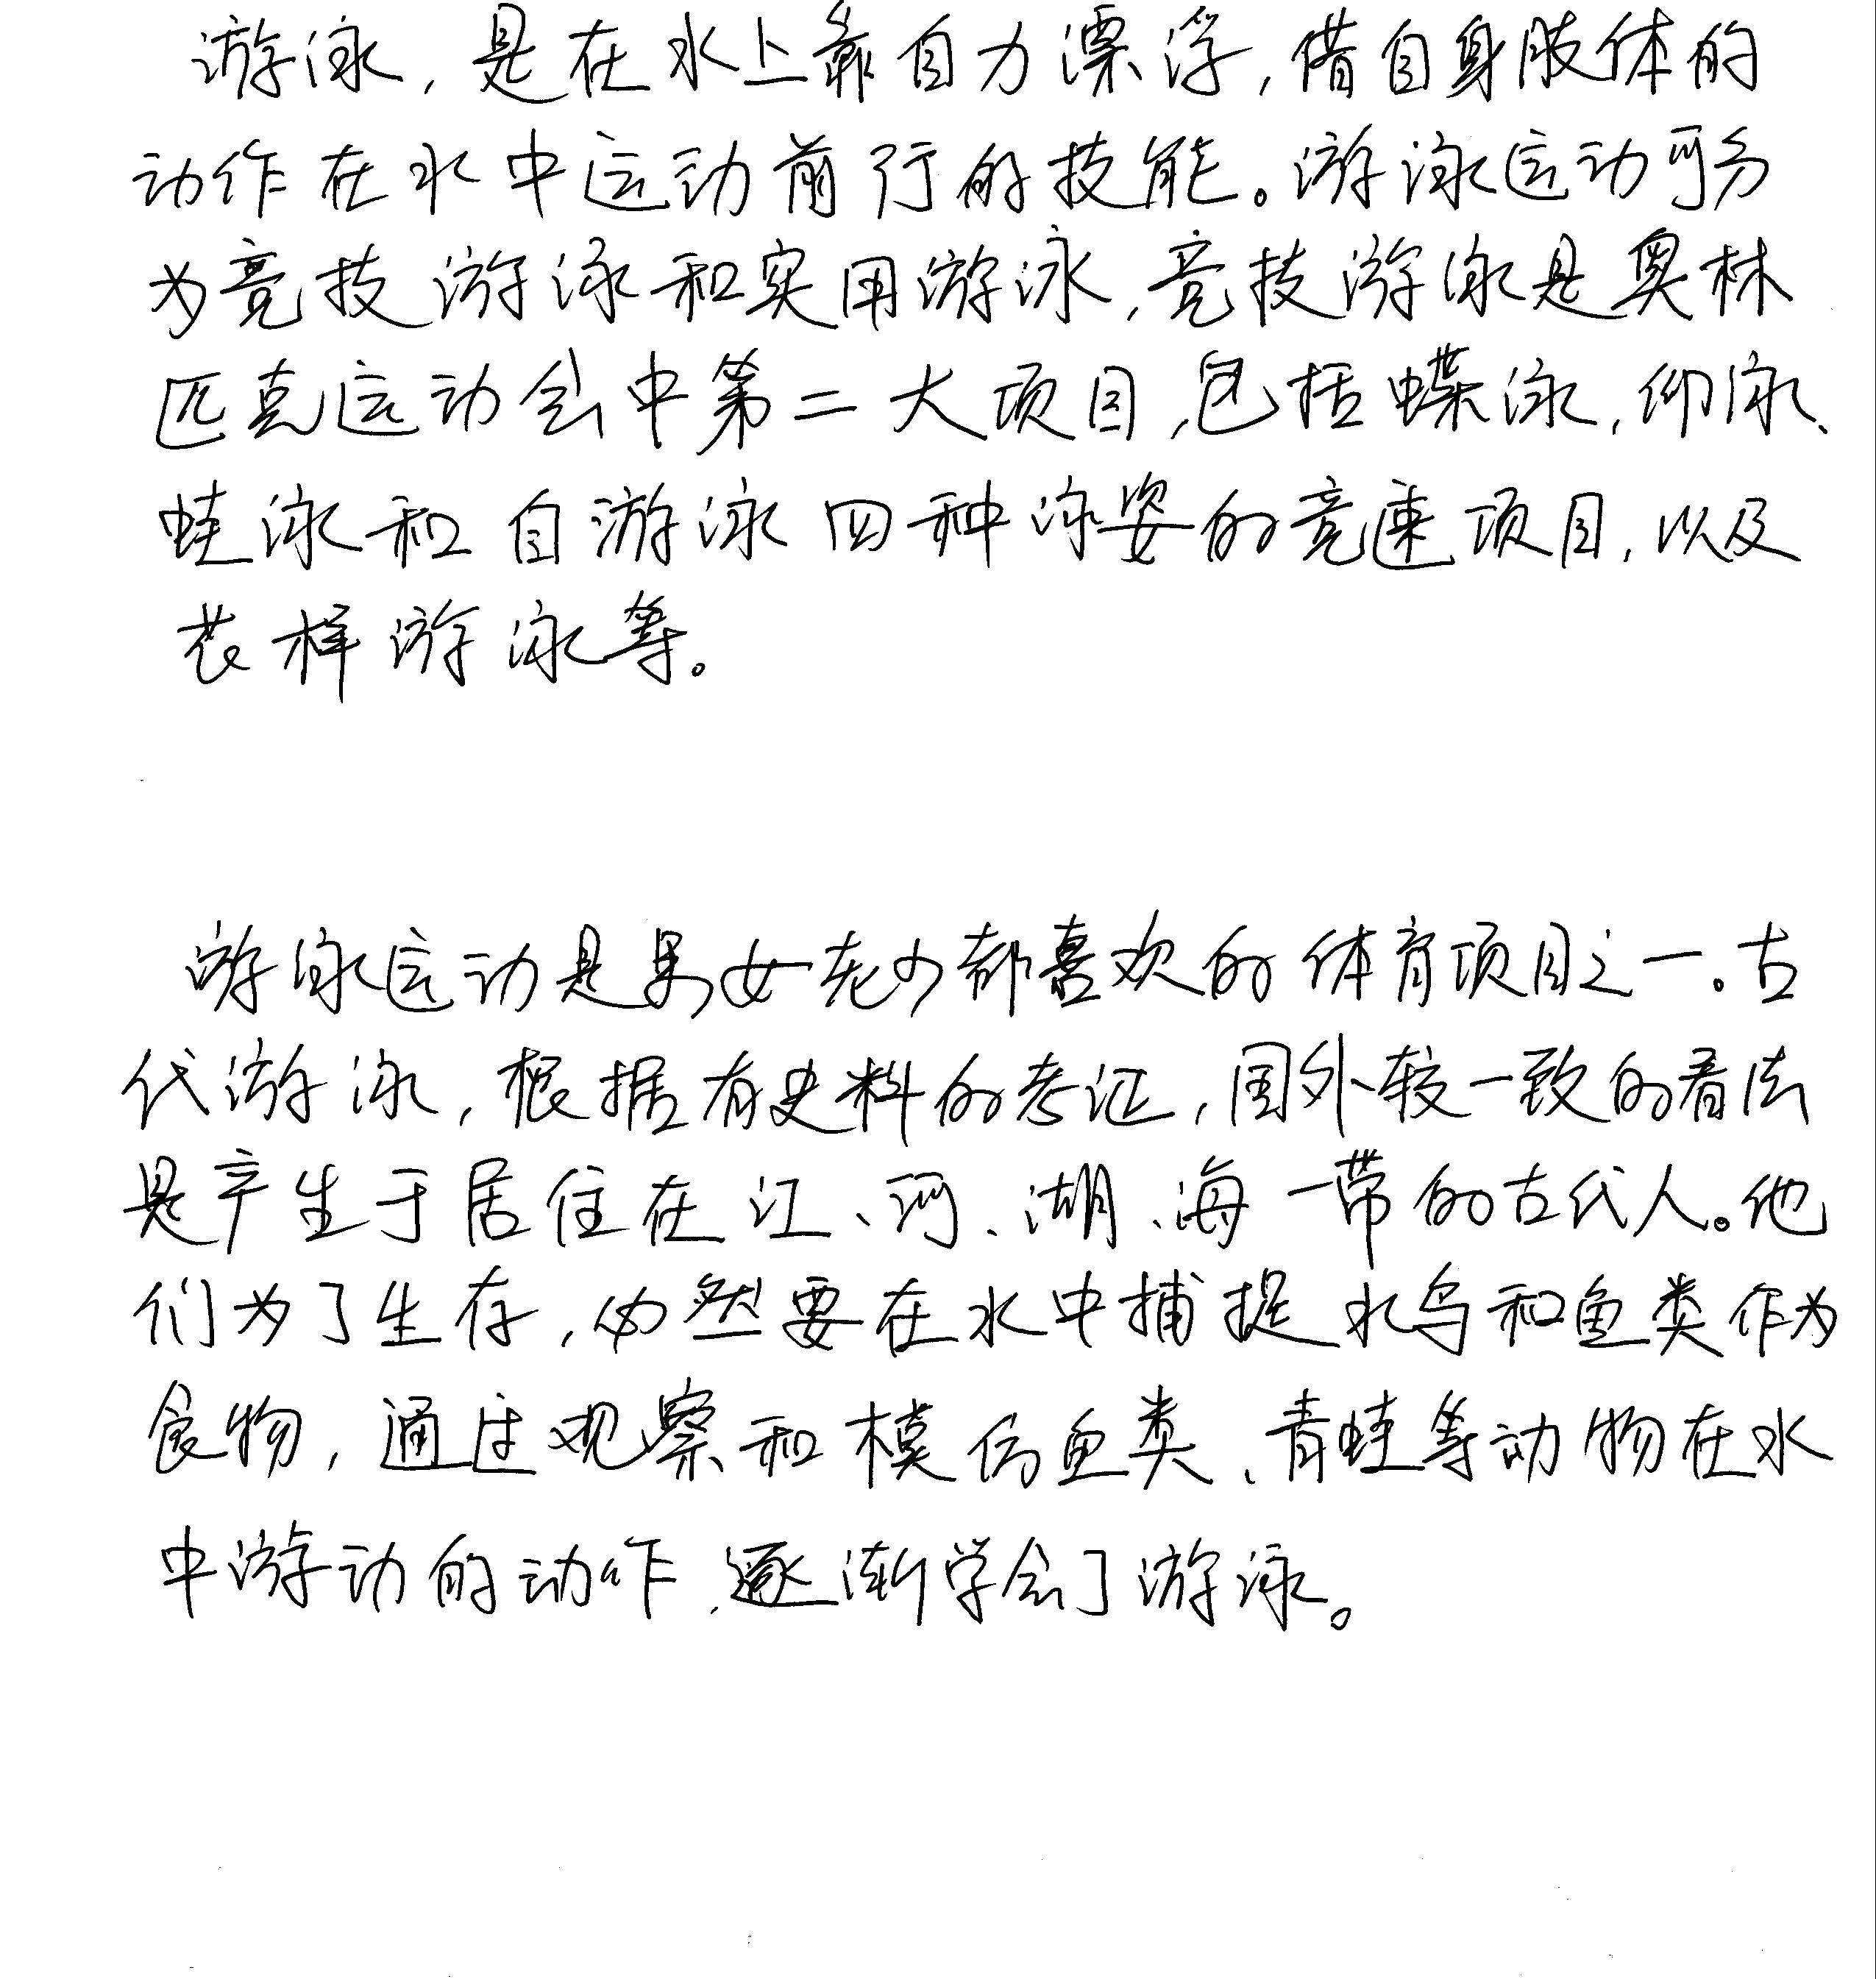 游泳，是在水上靠自力漂浮，借自身肢体的
动作在水中运动前行的技能。游泳运动可分
为竞技游泳和实用游泳，竞技游泳是奥林
匹克运动会中第二大项目，包括蝶泳，仰泳、
蛙泳和自游泳四种泳姿的竞速项目，以及
花样游泳等。
游泳运动是男女老少都喜欢的体育项目之一。古
代游泳，根据有史料的考证，国外较一致的看法
是产生于居住在江、河、湖、海一带的古代人。他
们为了生存，必然要在水中捕捉水鸟和鱼类作为
食物，通过观察和模仿鱼类、青蛙等动物在水
中游动的动作，逐渐学会了游泳。